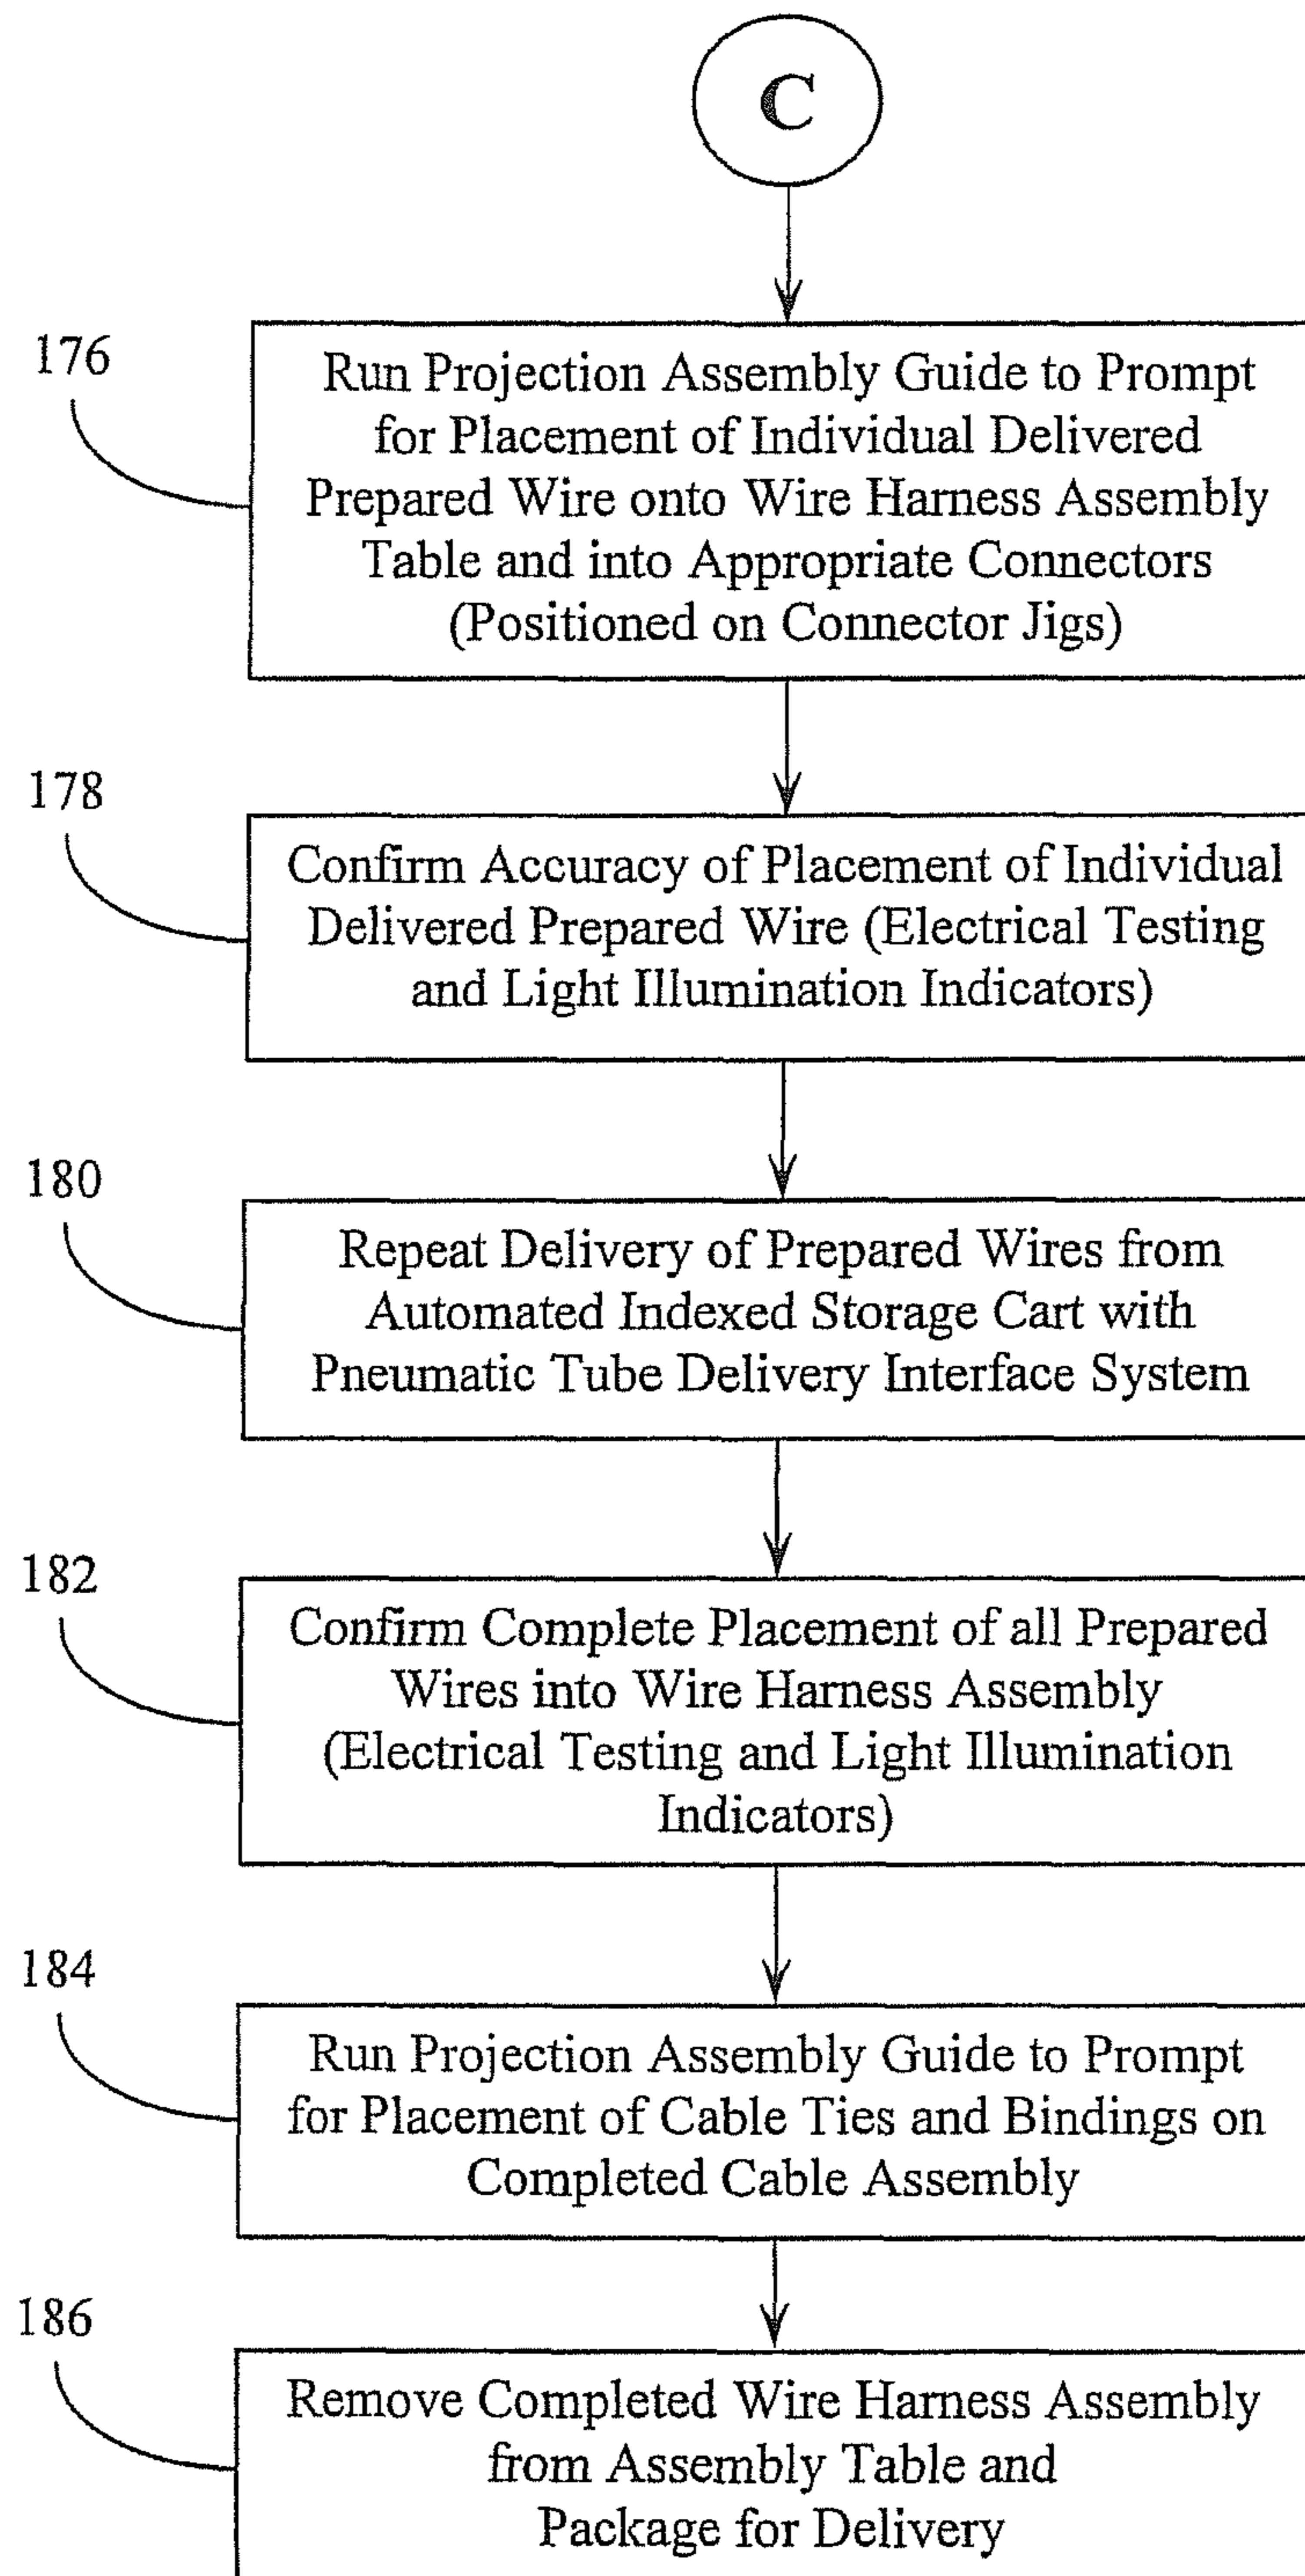 C
176
Run Projection Assembly Guide to Prompt
for Placement of Individual Delivered
Prepared Wire onto Wire Harness Assembly
Table and into Appropriate Connectors
(Positioned on Connector Jigs)
178
Confirm Accuracy of Placement of Individual
Delivered Prepared Wire (Electrical Testing
and Light Illumination Indicators)
180
Repeat Delivery of Prepared Wires from
Automated Indexed Storage Cart with
Pneumatic Tube Delivery Interface System
182
Confirm Complete Placement of all Prepared
Wires into Wire Harness Assembly
(Electrical Testing and Light Illumination
Indicators)
184
Run Projection Assembly Guide to Prompt
for Placement of Cable Ties and Bindings on
Completed Cable Assembly
186
Remove Completed Wire Harness Assembly
from Assembly Table and
Package for Delivery